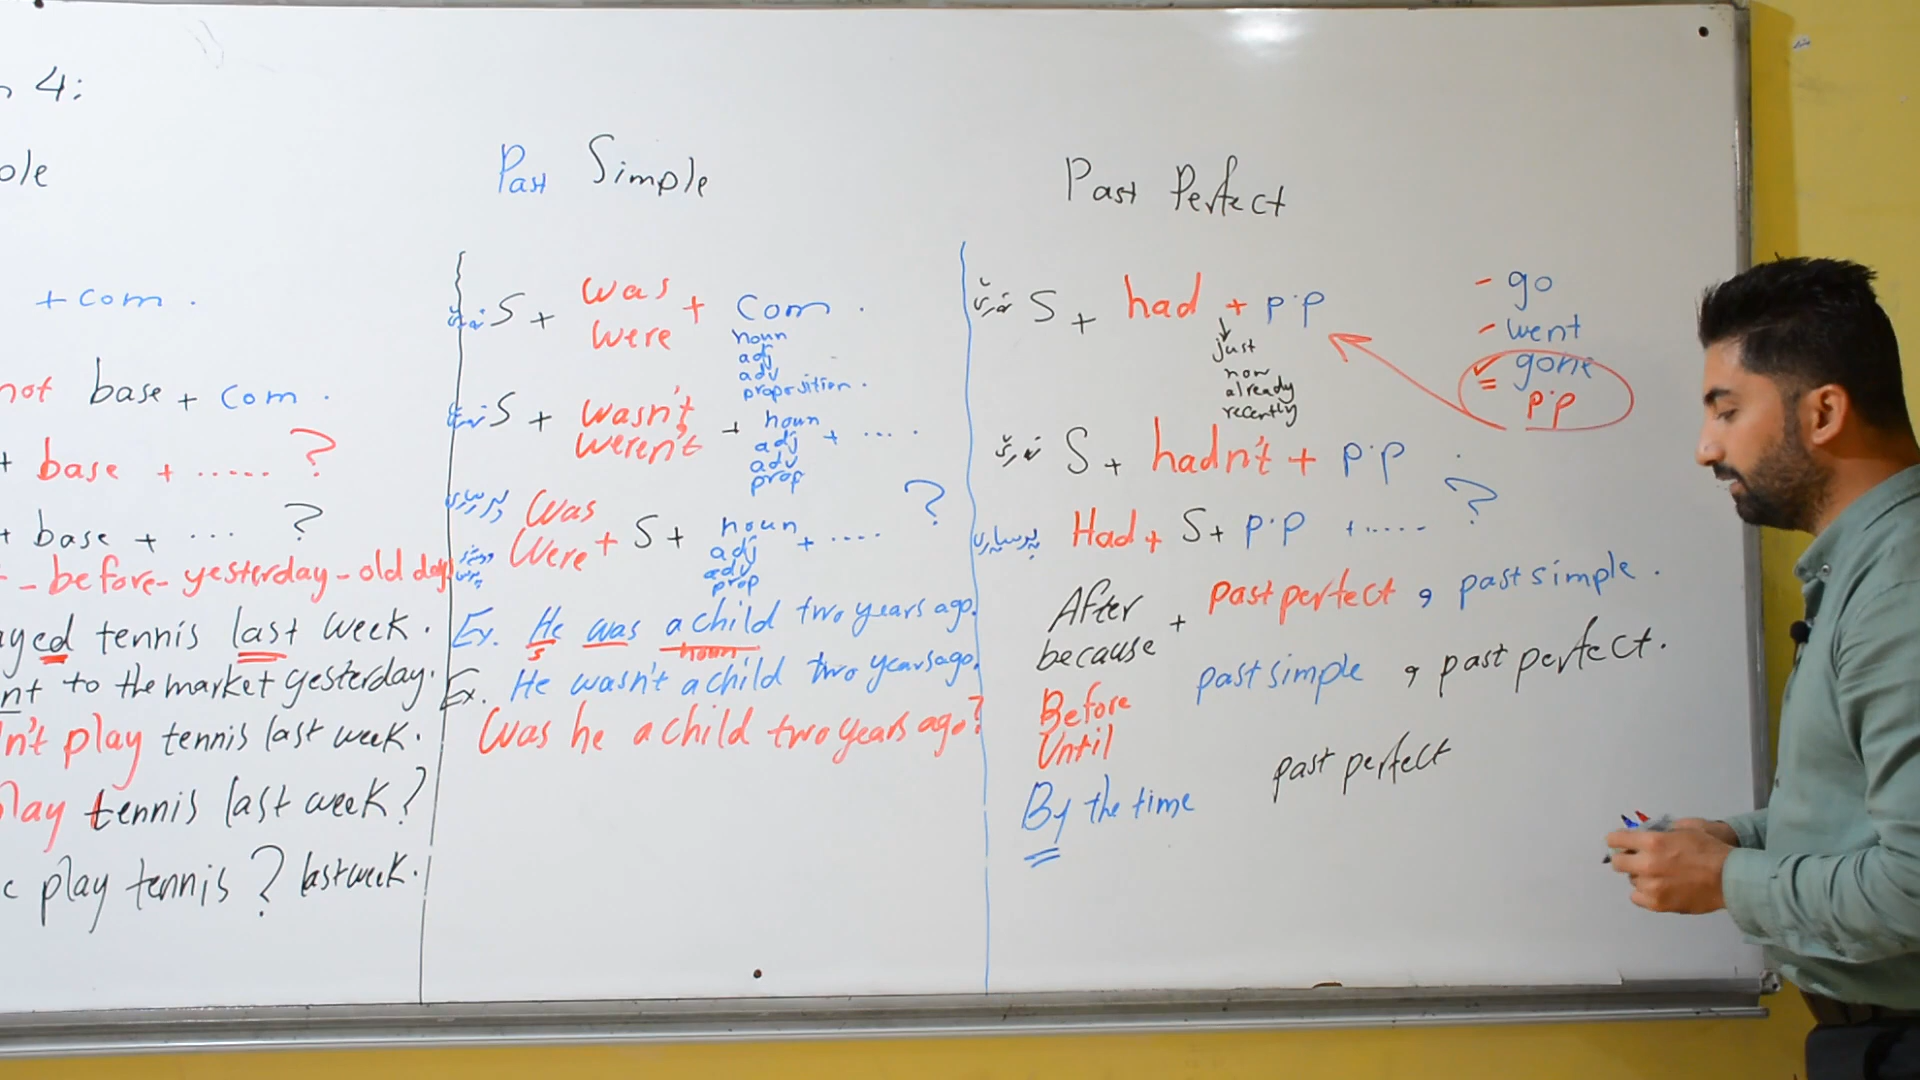 4:
ple
+ com .
not base + com .
+ base + ..... ?
+ base + ... ?
- before - yesterday - old day
ayed tennis last week .
nt to the market yesterday .
n't play tennis last week .
lay tennis last week ?
play tennis ? last week .
Past Simple
S + was + com .
were
noun
adj
adv
proposition .
S + wasn't + noun + .... .
weren't
adj
adv
prop
Was + S + noun + .... ?
Were
adj
adv
prop
Ex. He was a child two years ago.
S noun
Ex. He wasn't a child two years ago.
Was he a child two years ago?
Past Perfect
S + had + p.p
just
now
already
recently
- go
- went
gone
p.p
S + hadn't + p.p .
Had + S + p.p + ..... ?
After + past perfect , past simple .
because
Before past simple , past perfect .
Until
By the time past perfect